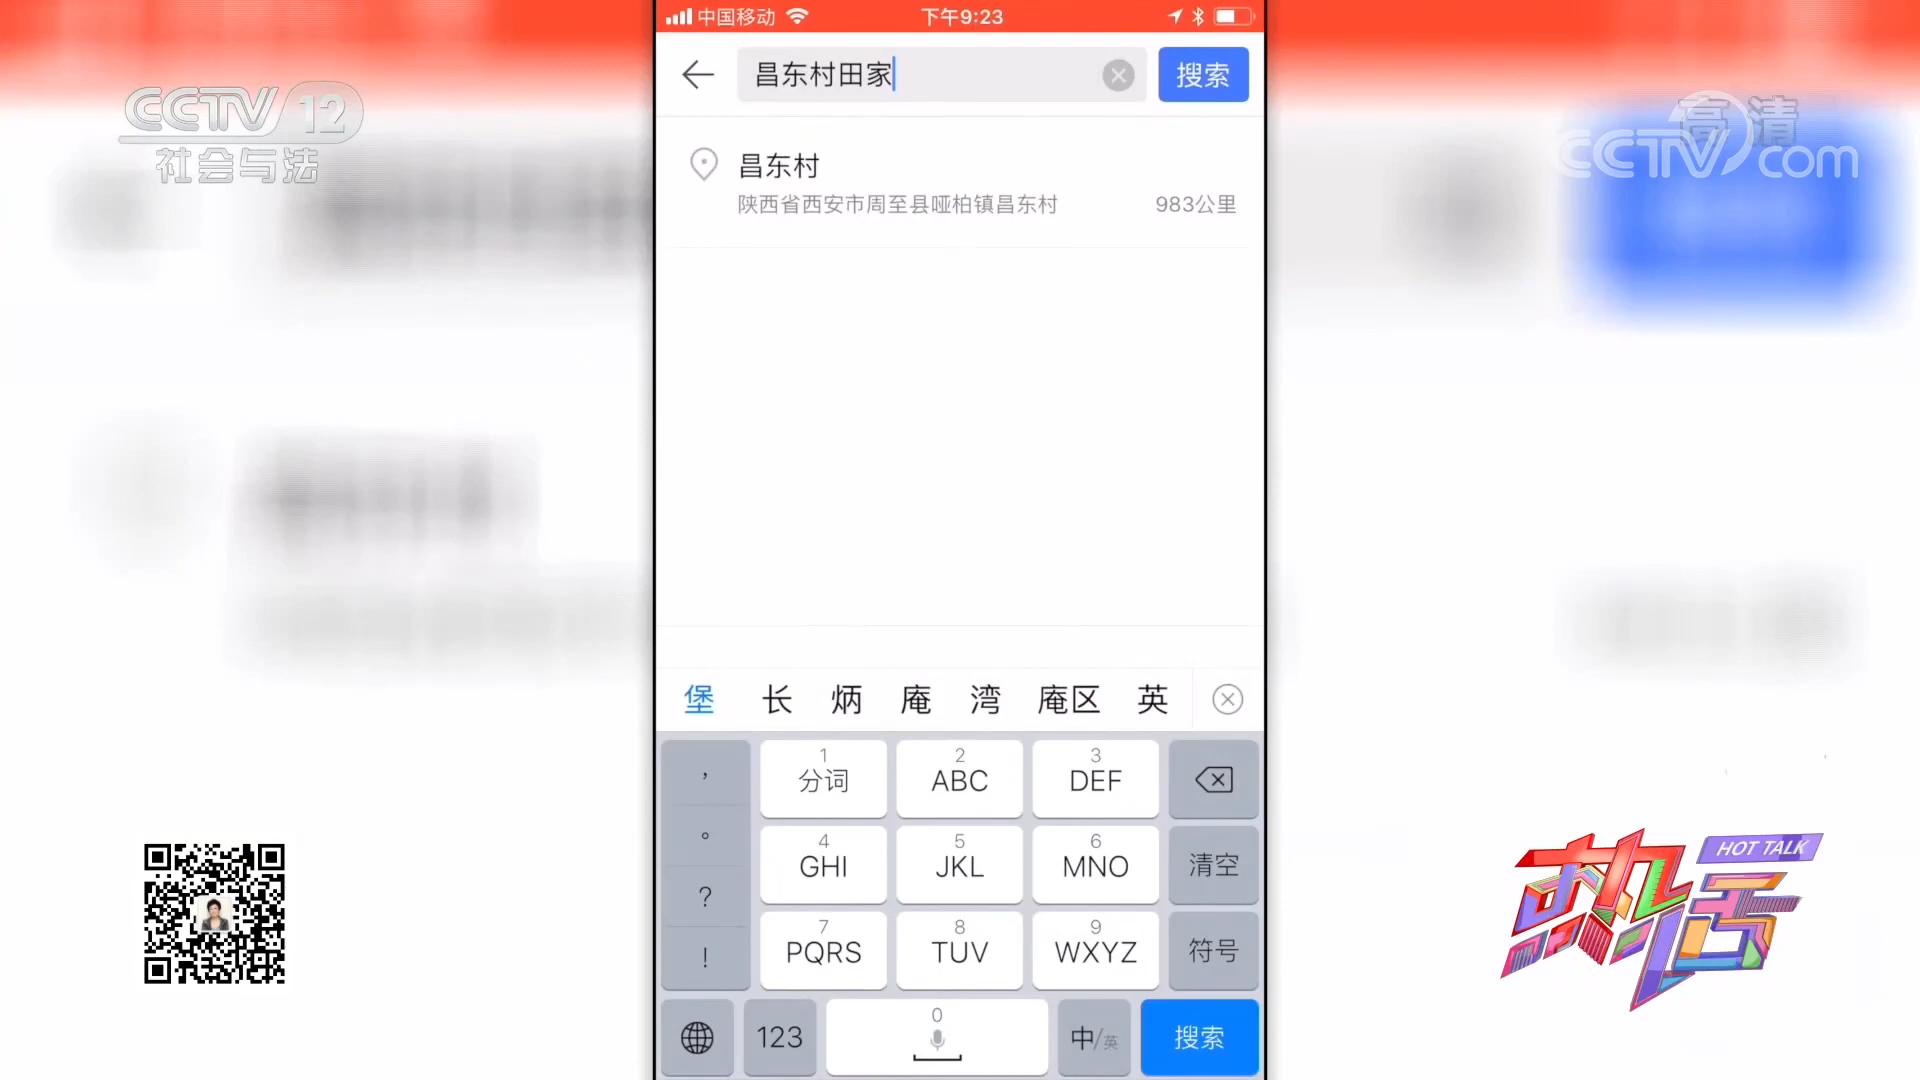 中国移动
下午9:23
昌东村田家
搜索
CCTV 12
社会与法
高清
CCTV.com
昌东村
陕西省西安市周至县哑柏镇昌东村
983公里
堡 长 炳 庵 湾 庵区 英
，
1
分词
2
ABC
3
DEF
。
4
GHI
5
JKL
6
MNO
清空
?
7
PQRS
8
TUV
9
WXYZ
符号
!
123
0
中/英
搜索
HOT TALK
热话